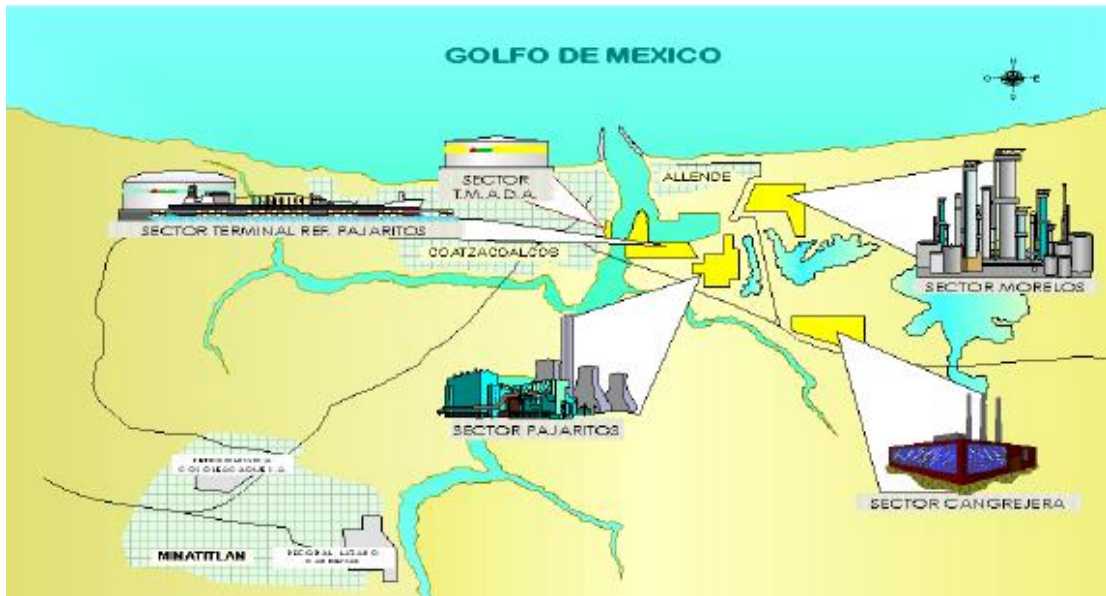 GOLFO DE MEXICO
N
O E
S
ALLENDE
SECTOR
T.M.A.D.A.
SECTOR TERMINAL REF. PAJARITOS
COATZACOALCOS
SECTOR MORELOS
SECTOR PAJARITOS
SECTOR CANGREJERA
MINATITLAN